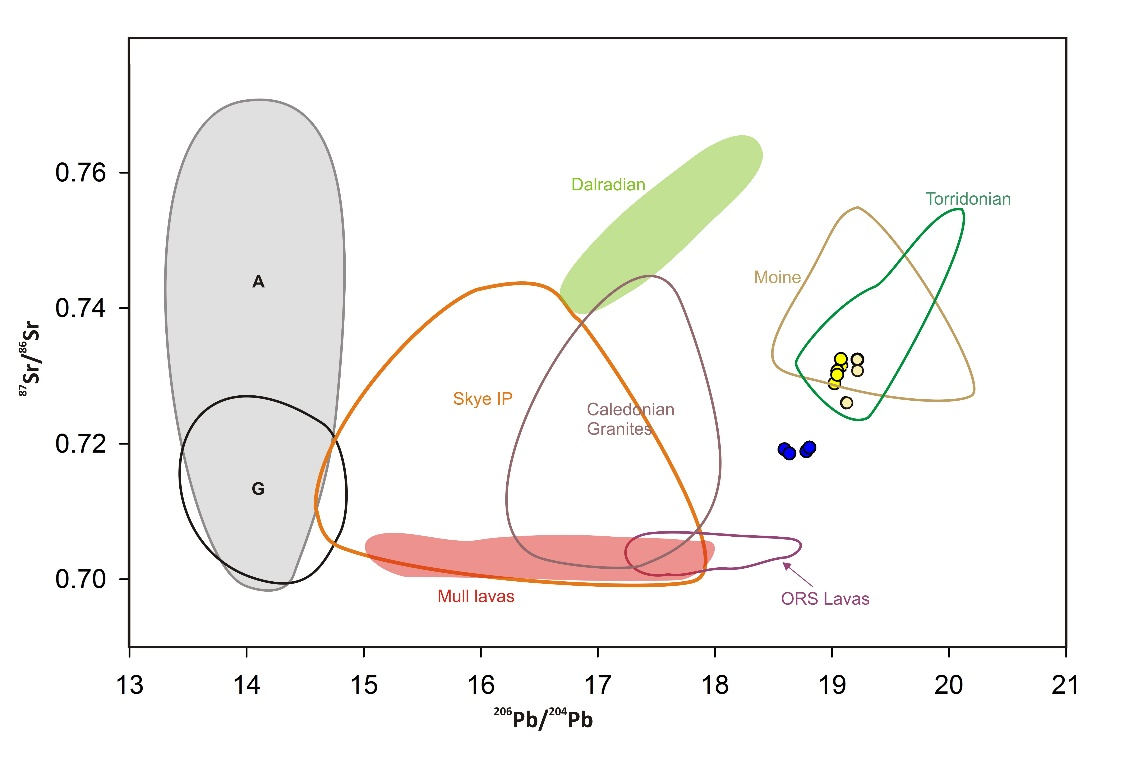 0.76
0.74
0.72
0.70
⁸⁷Sr/⁸⁶Sr
A
G
Dalradian
Torridonian
Moine
Skye IP
Caledonian
Granites
Mull lavas
ORS Lavas
13 14 15 16 17 18 19 20 21
²⁰⁶Pb/²⁰⁴Pb